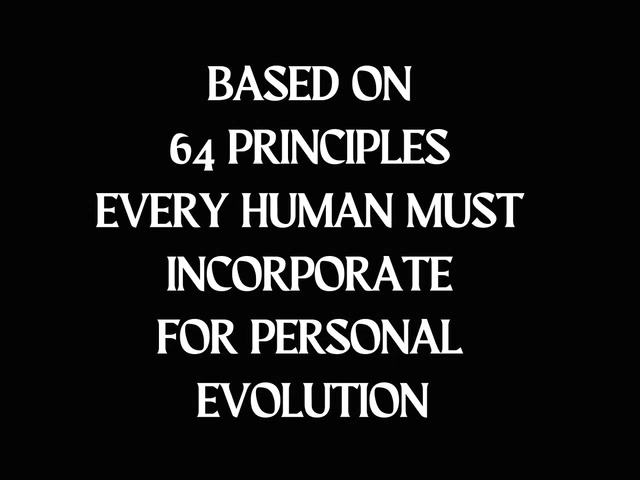 BASED ON
64 PRINCIPLES
EVERY HUMAN MUST
INCORPORATE
FOR PERSONAL
EVOLUTION